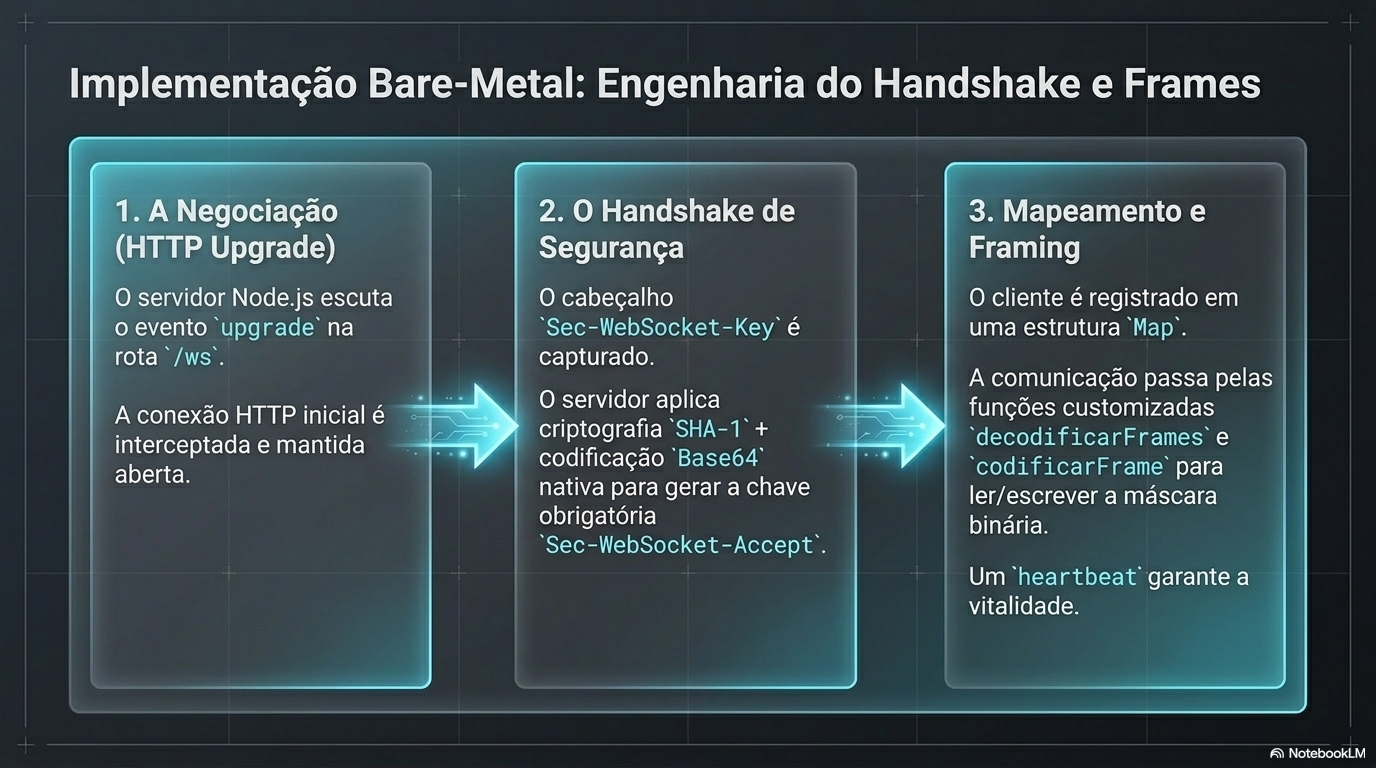 Implementação Bare-Metal: Engenharia do Handshake e Frames
1. A Negociação
(HTTP Upgrade)
O servidor Node.js escuta
o evento `upgrade` na
rota `/ws`.
A conexão HTTP inicial é
interceptada e mantida
aberta.
2. O Handshake de
Segurança
O cabeçalho
`Sec-WebSocket-Key` é
capturado.
O servidor aplica
criptografia `SHA-1` +
codificação `Base64`
nativa para gerar a chave
obrigatória
`Sec-WebSocket-Accept`.
3. Mapeamento e
Framing
O cliente é registrado em
uma estrutura `Map`.
A comunicação passa pelas
funções customizadas
`decodificarFrames` e
`codificarFrame` para
ler/escrever a máscara
binária.
Um `heartbeat` garante a
vitalidade.
NotebookLM